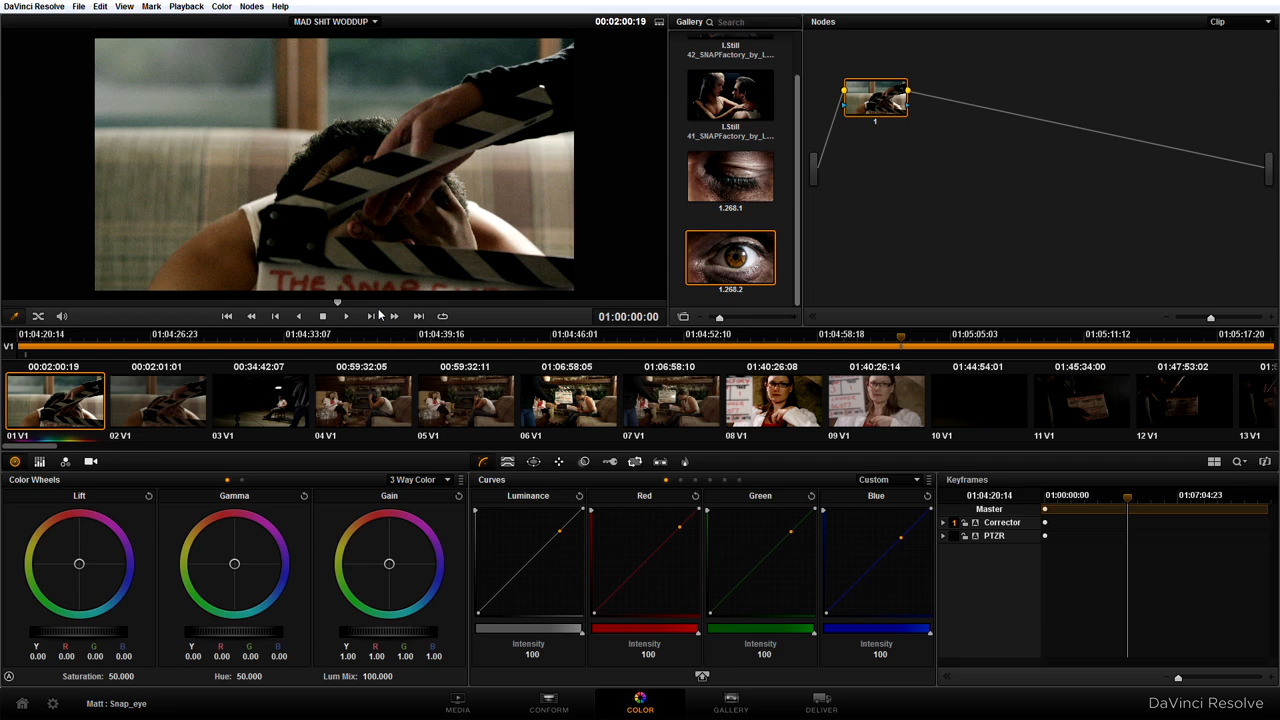 DaVinci Resolve File Edit View Mark Playback Color Nodes Help
MAD SHIT WODDUP 00:02:00:19 Gallery Search Nodes Clip
I.Still
42_SNAPFactory_by_L...
I.Still
41_SNAPFactory_by_L...
1.268.1
1.268.2
1
THE SNAP
01:00:00:00
01:04:20:14 01:04:26:23 01:04:33:07 01:04:39:16 01:04:46:01 01:04:52:10 01:04:58:18 01:05:05:03 01:05:11:12 01:05:17:20
V1
00:02:00:19 00:02:01:01 00:34:42:07 00:59:32:05 00:59:32:11 01:06:58:05 01:06:58:10 01:40:26:08 01:40:26:14 01:44:54:01 01:45:34:00 01:47:53:02 01:
01 V1 02 V1 03 V1 04 V1 05 V1 06 V1 07 V1 08 V1 09 V1 10 V1 11 V1 12 V1 13 V1
Color Wheels 3 Way Color Curves Custom Keyframes
Lift Gamma Gain Luminance Red Green Blue
01:04:20:14 01:00:00:00 01:07:04:23
Master
1 Corrector
PTZR
Y R G B Y R G B Y R G B
0.00 0.00 0.00 0.00 0.00 0.00 0.00 0.00 1.00 1.00 1.00 1.00
Intensity Intensity Intensity Intensity
100 100 100 100
A Saturation: 50.000 Hue: 50.000 Lum Mix: 100.000
Matt : Snap_eye
MEDIA CONFORM COLOR GALLERY DELIVER
DaVinci Resolve